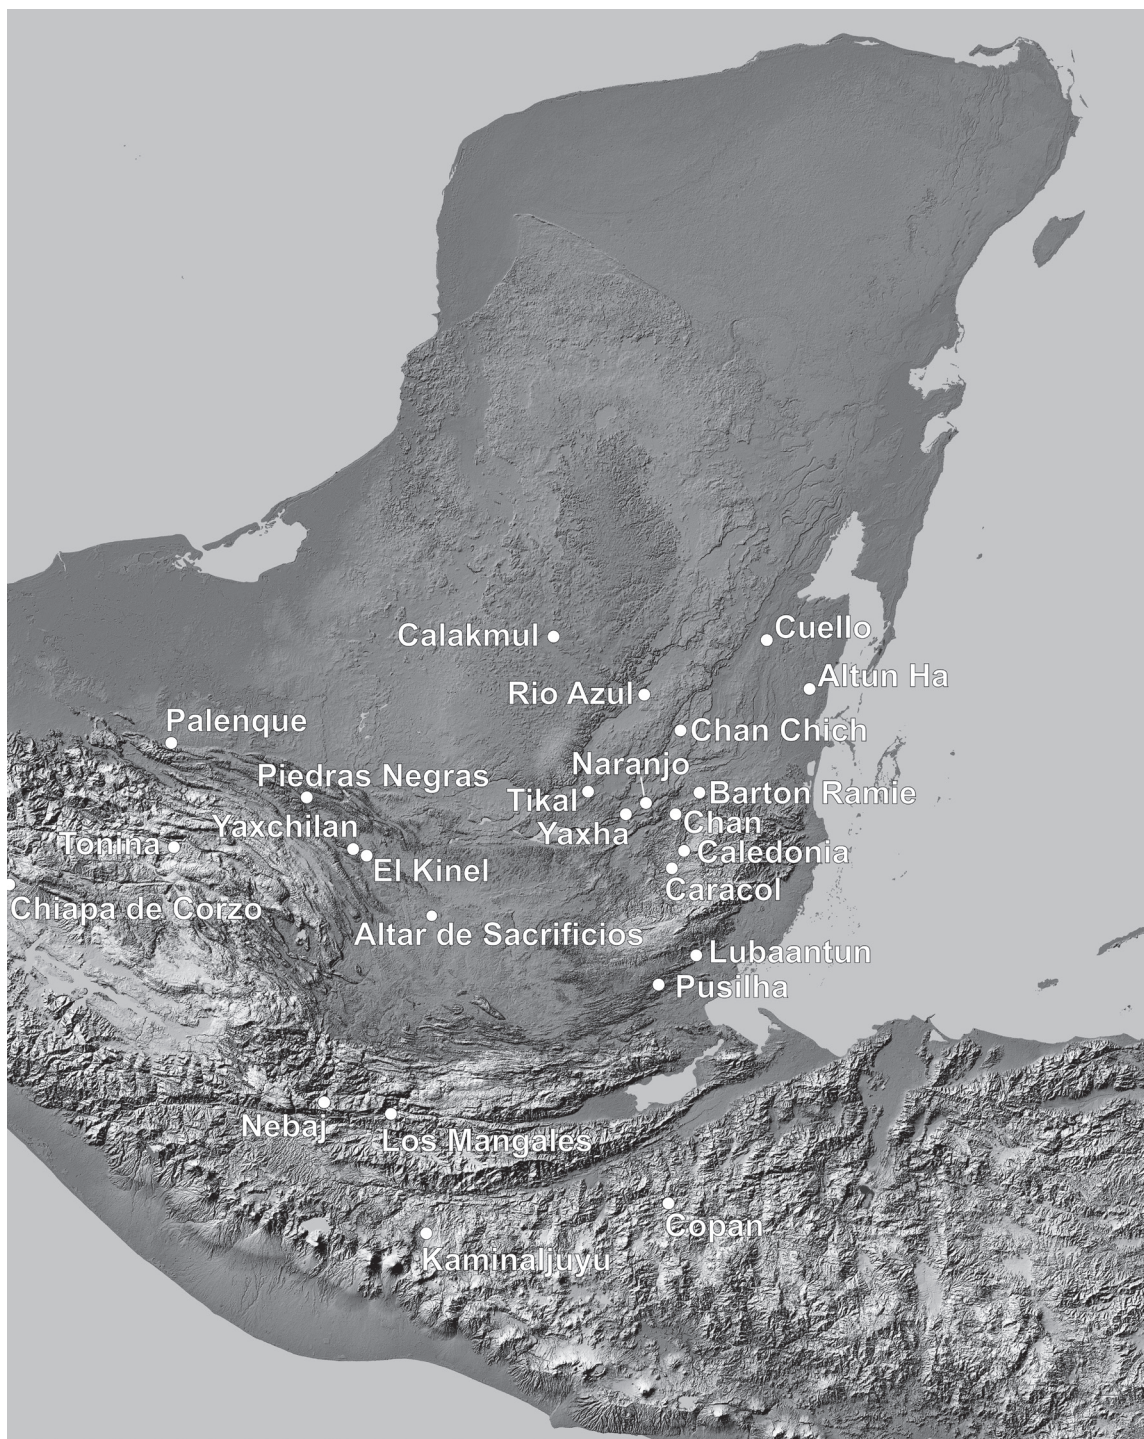 Cuello
Calakmul
Altun Ha
Rio Azul
Palenque
Chan Chich
Naranjo
Piedras Negras
Barton Ramie
Tikal
Chan
Yaxchilan
Yaxha
Tonina
Caledonia
El Kinel
Caracol
Chiapa de Corzo
Altar de Sacrificios
Lubaantun
Pusilha
Nebaj
Los Mangales
Copan
Kaminaljuyu